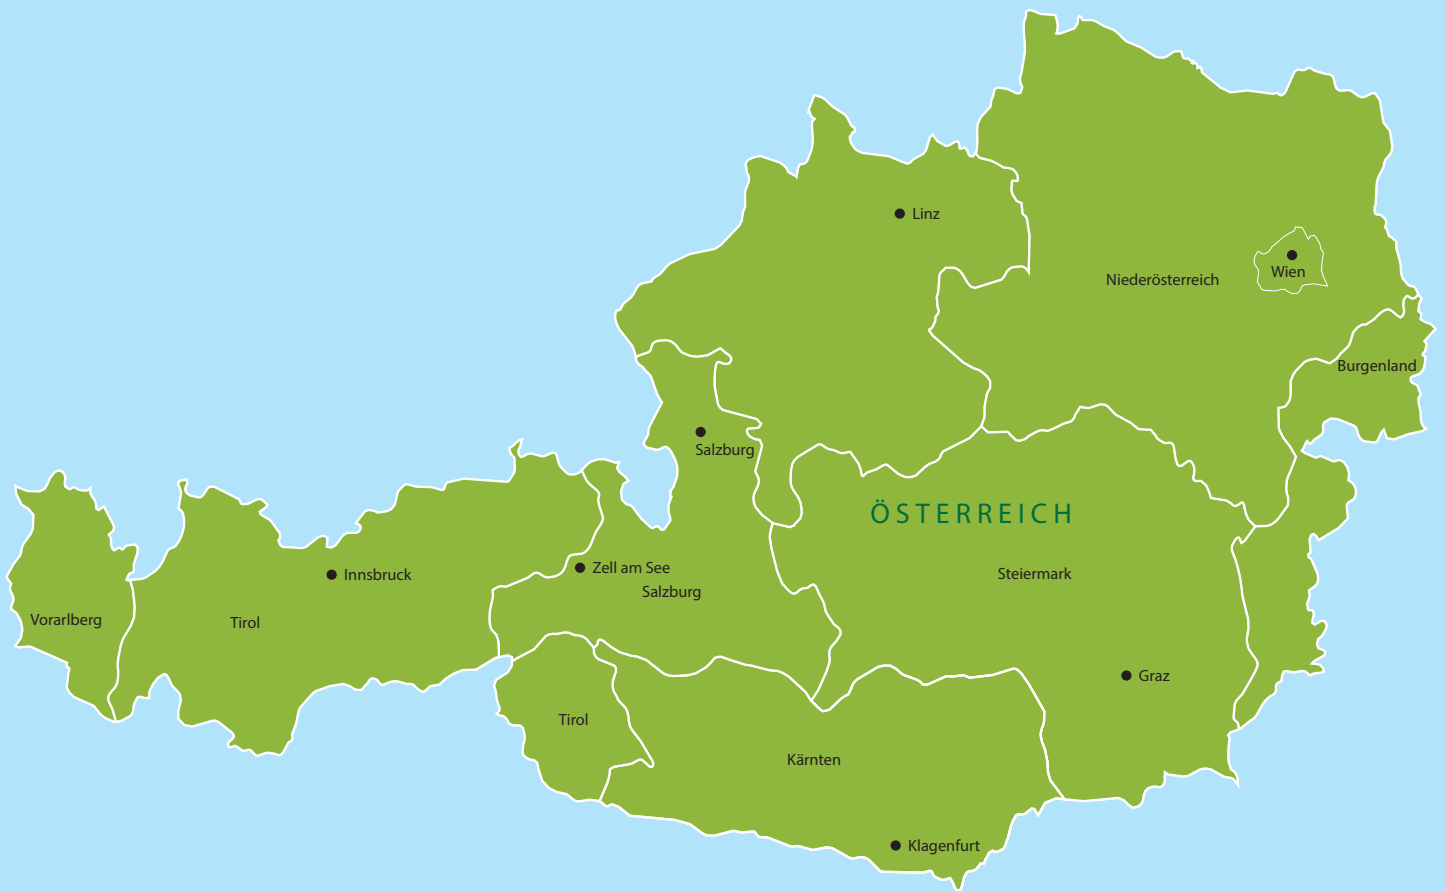 Linz
Wien
Niederösterreich
Burgenland
Salzburg
ÖSTERREICH
Zell am See
Innsbruck
Steiermark
Salzburg
Vorarlberg
Tirol
Graz
Tirol
Kärnten
Klagenfurt